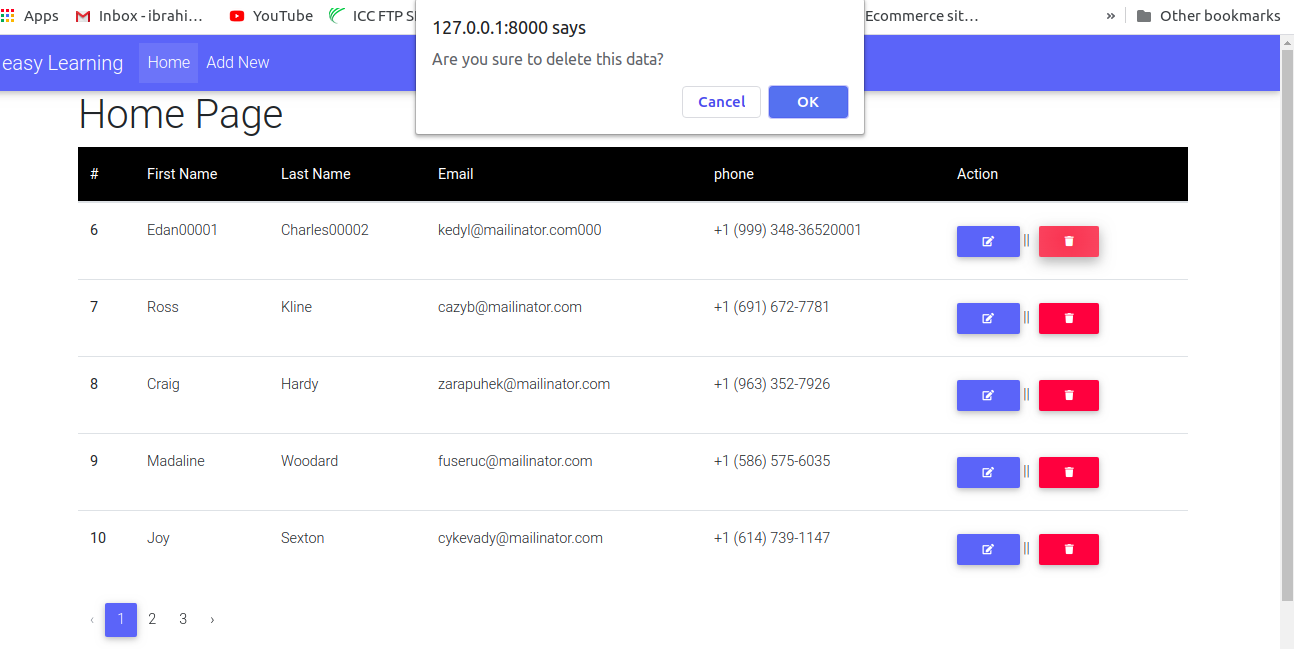 Apps Inbox - ibrahi… YouTube ICC FTP Ecommerce sit… » Other bookmarks
127.0.0.1:8000 says
Are you sure to delete this data?
Cancel OK
easy Learning Home Add New
Home Page
# First Name Last Name Email phone Action
6 Edan00001 Charles00002 kedyl@mailinator.com000 +1 (999) 348-36520001 ||
7 Ross Kline cazyb@mailinator.com +1 (691) 672-7781 ||
8 Craig Hardy zarapuhek@mailinator.com +1 (963) 352-7926 ||
9 Madaline Woodard fuseruc@mailinator.com +1 (586) 575-6035 ||
10 Joy Sexton cykevady@mailinator.com +1 (614) 739-1147 ||
‹ 1 2 3 ›